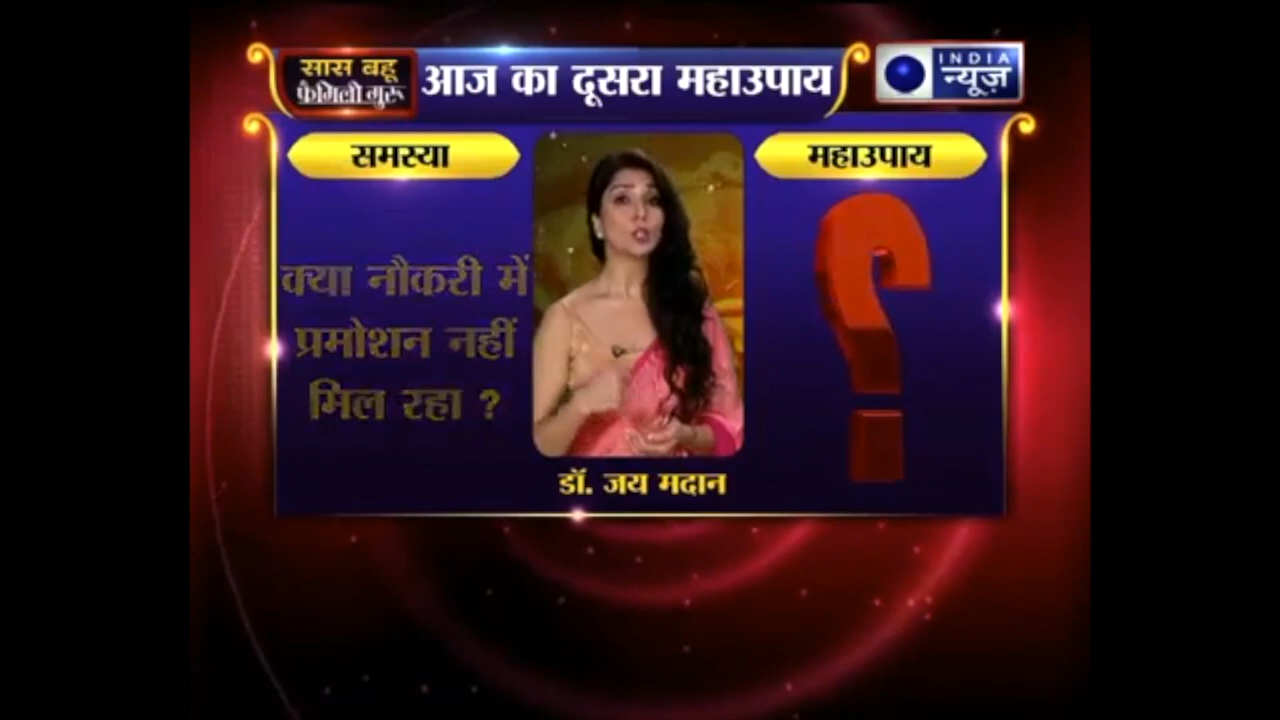 सास बहू
फ़ैमिली गुरू
आज का दूसरा महाउपाय
INDIA
न्यूज़
समस्या
महाउपाय
क्या नौकरी में
प्रमोशन नहीं
मिल रहा ?
?
डॉ. जय मदान